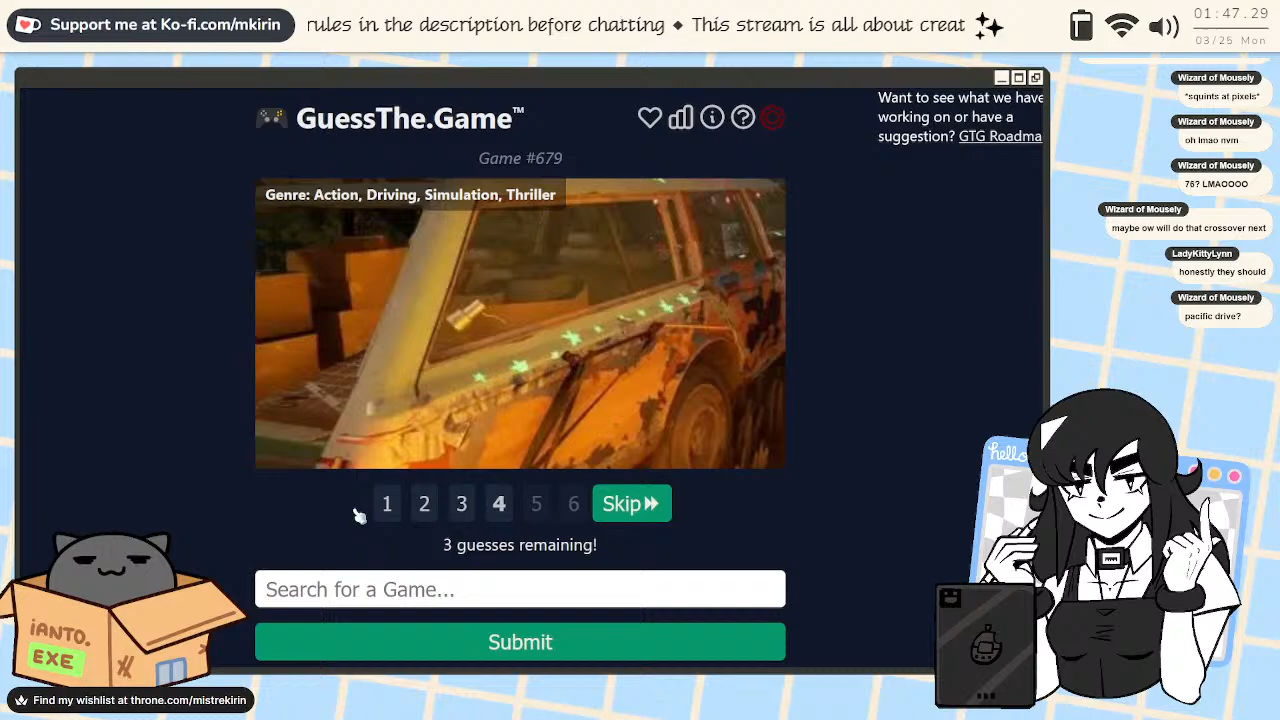 Support me at Ko-fi.com/mkirin
rules in the description before chatting ⬥ This stream is all about creat
01:47.29
03/25 Mon
GuessThe.Game™
Game #679
Want to see what we have
working on or have a
suggestion? GTG Roadma
Genre: Action, Driving, Simulation, Thriller
1 2 3 4 5 6 Skip
3 guesses remaining!
Search for a Game...
Submit
Wizard of Mousely
*squints at pixels*
Wizard of Mousely
oh lmao nvm
Wizard of Mousely
76? LMAOOOO
Wizard of Mousely
maybe ow will do that crossover next
LadyKittyLynn
honestly they should
Wizard of Mousely
pacific drive?
hello
iANTO.
EXE
Find my wishlist at throne.com/mistrekirin